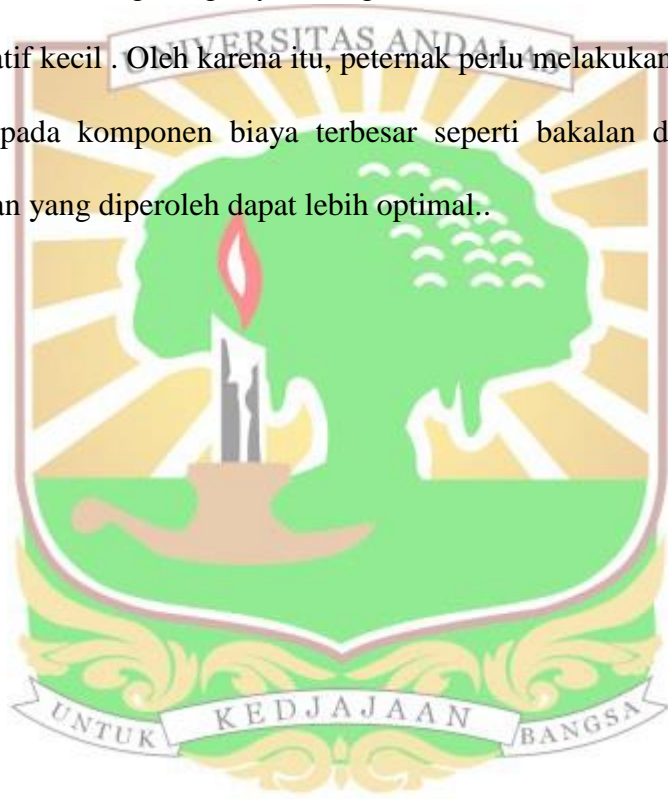 UNIVERSITAS ANDALAS
atif kecil . Oleh karena itu, peternak perlu melakukan
pada komponen biaya terbesar seperti bakalan d
an yang diperoleh dapat lebih optimal..
UNTUK KEDJAJAAN BANGSA